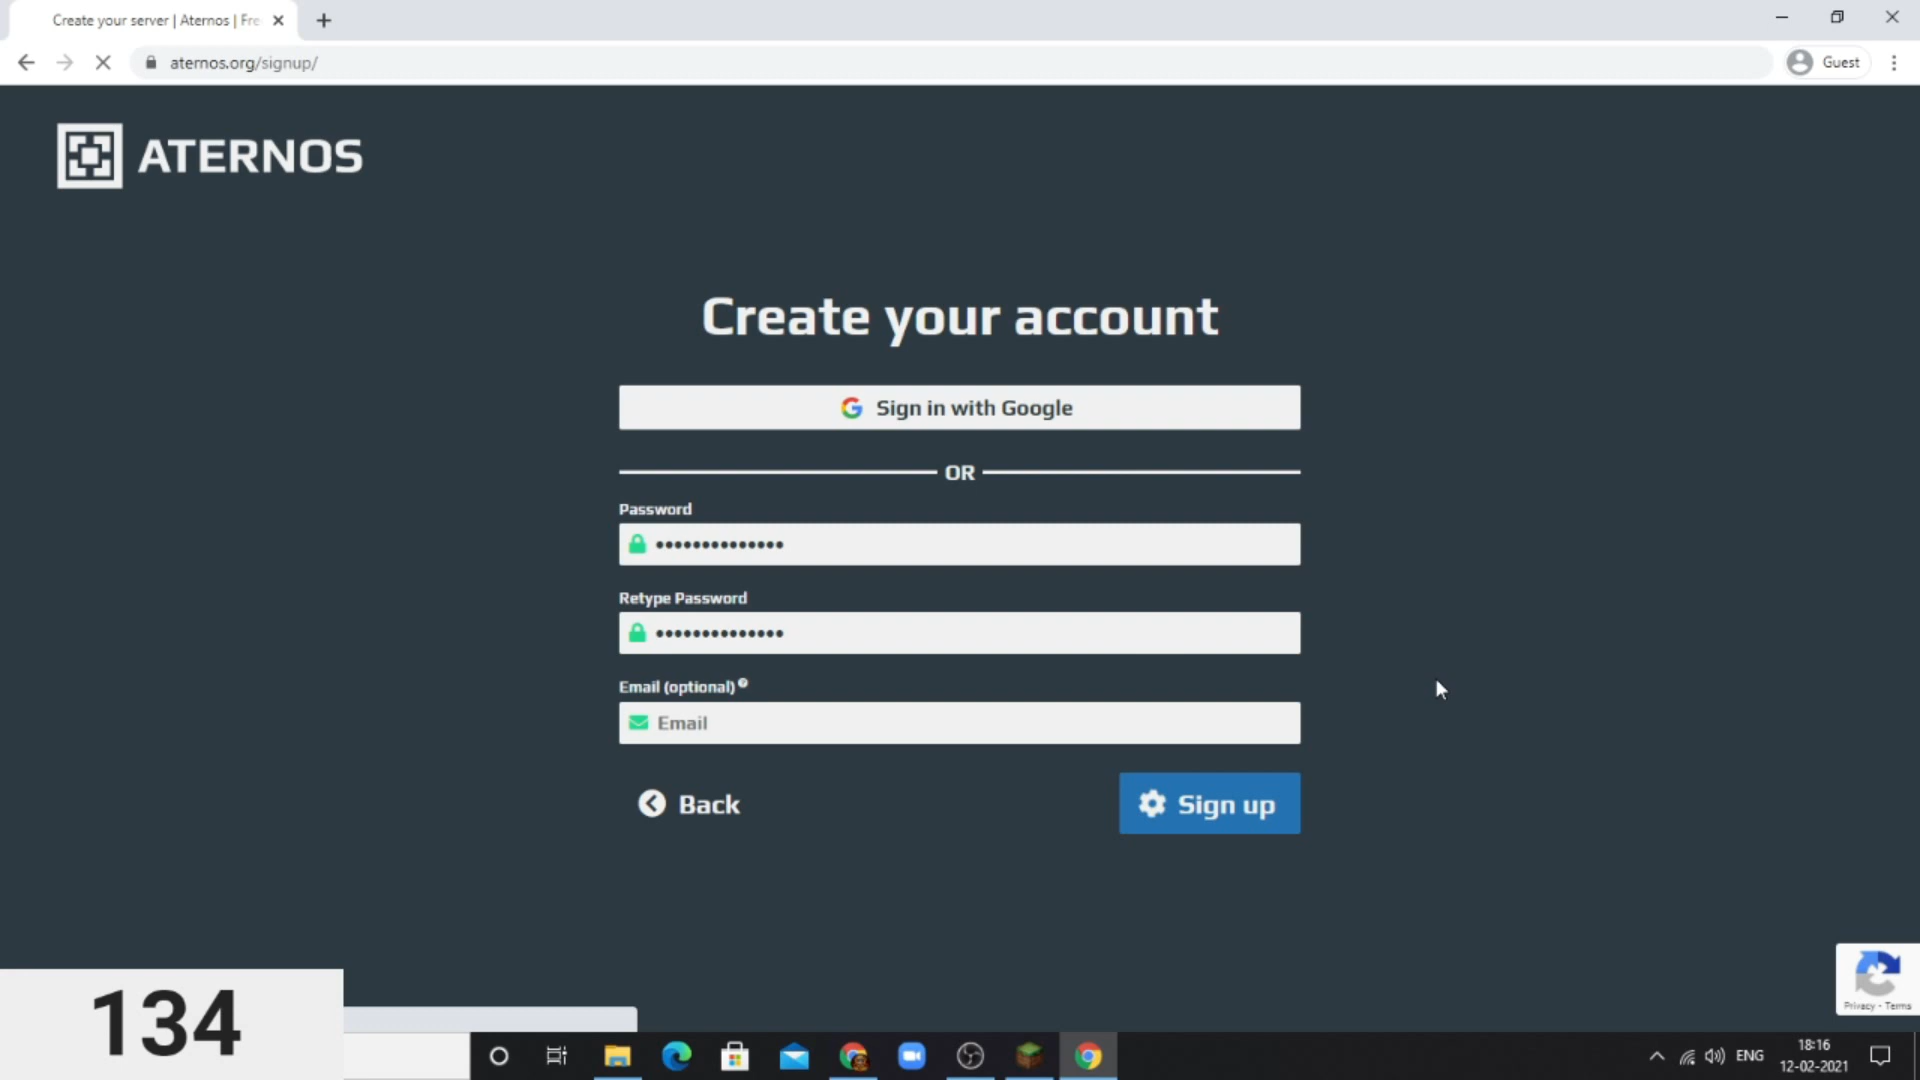 Create your server | Aternos | Fre
aternos.org/signup/
Guest
ATERNOS
Create your account
Sign in with Google
OR
Password
••••••••••••••
Retype Password
••••••••••••••
Email (optional)
Email
Back
Sign up
Privacy - Terms
134
ENG
18:16
12-02-2021